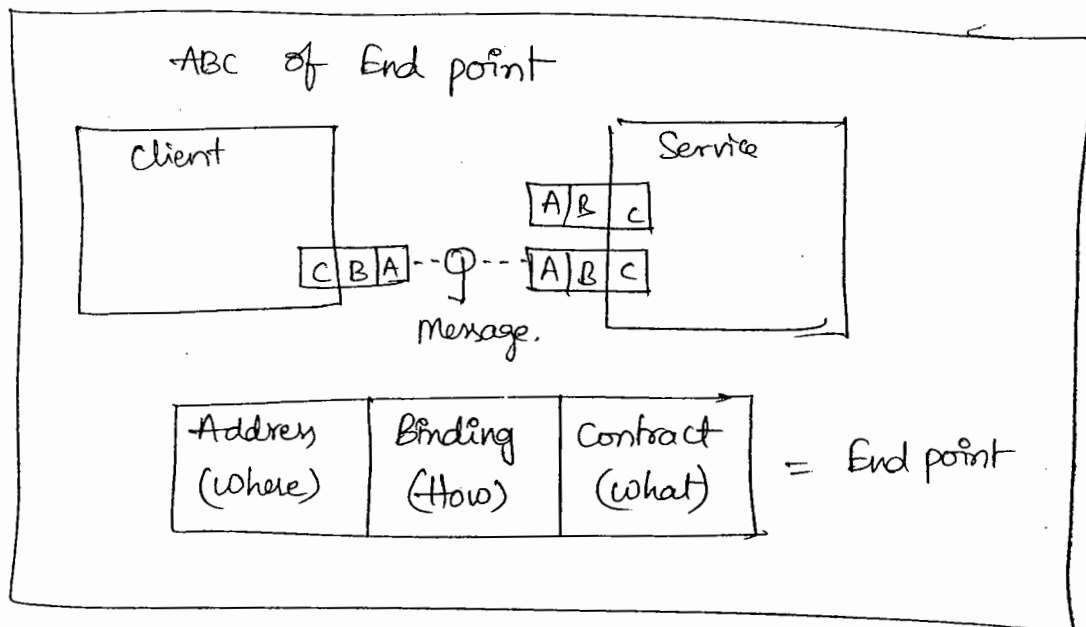 ABC of End point
Client
Service
A B C
C B A
A B C
Message.
Address Binding Contract
(Where) (How) (What)
= End point